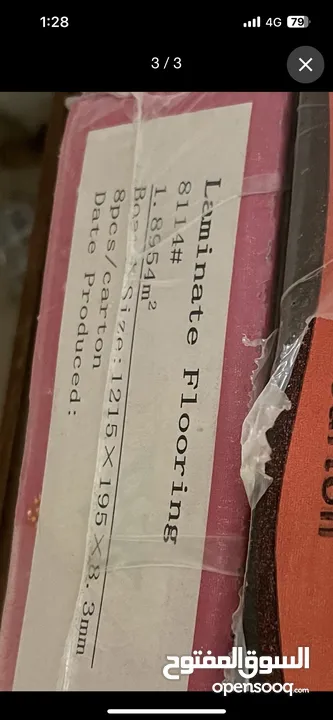 1:28
4G 79
3 / 3
Laminate Flooring
8114#
1.8954m²
Board Size:1215×195×8.3mm
8pcs/carton
Date Produced:
السوق المفتوح
opensooq.com